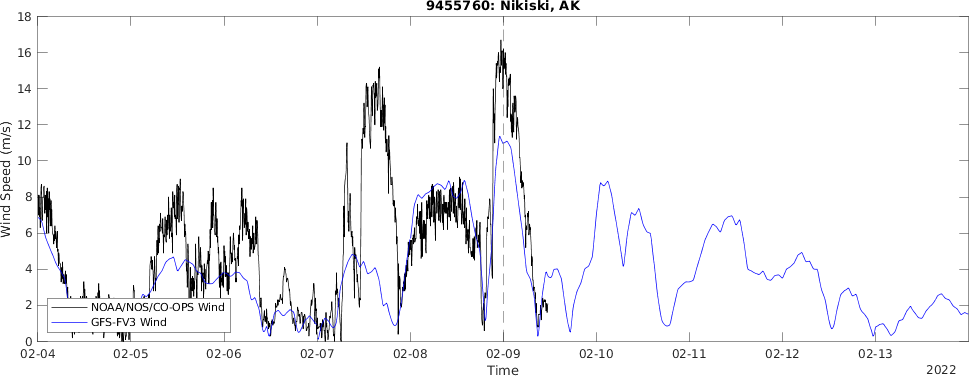 9455760: Nikiski, AK
Wind Speed (m/s)
18
16
14
12
10
8
6
4
2
0
NOAA/NOS/CO-OPS Wind
GFS-FV3 Wind
02-04 02-05 02-06 02-07 02-08 02-09 02-10 02-11 02-12 02-13
Time
2022